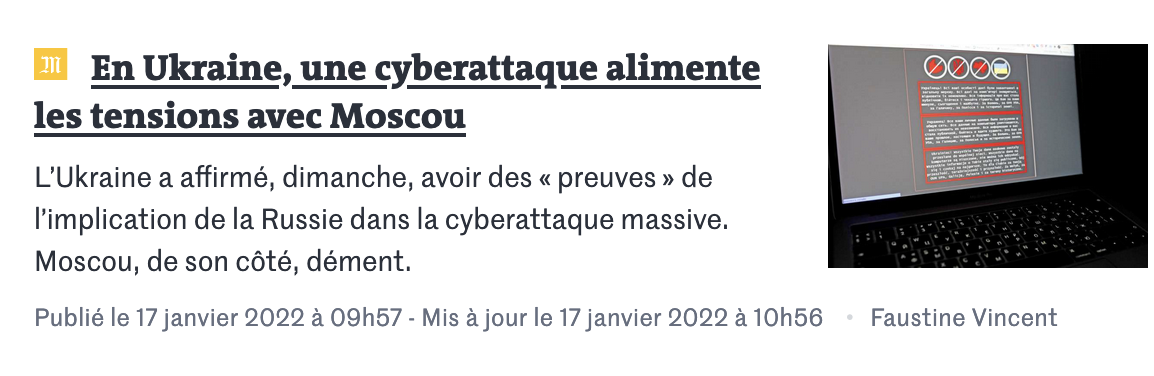 En Ukraine, une cyberattaque alimente
les tensions avec Moscou
L’Ukraine a affirmé, dimanche, avoir des « preuves » de
l’implication de la Russie dans la cyberattaque massive.
Moscou, de son côté, dément.
Publié le 17 janvier 2022 à 09h57 - Mis à jour le 17 janvier 2022 à 10h56 • Faustine Vincent